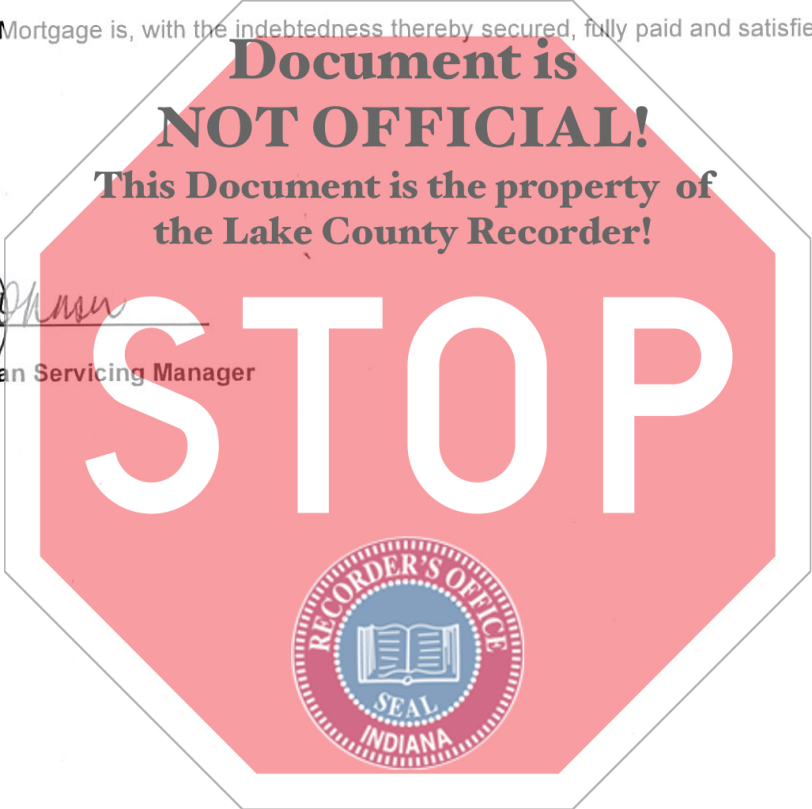 Mortgage is, with the indebtedness thereby secured, fully paid and satisfie
Document is
NOT OFFICIAL!
This Document is the property of
the Lake County Recorder!
an Servicing Manager
STOP
RECORDER'S OFFICE
SEAL
INDIANA